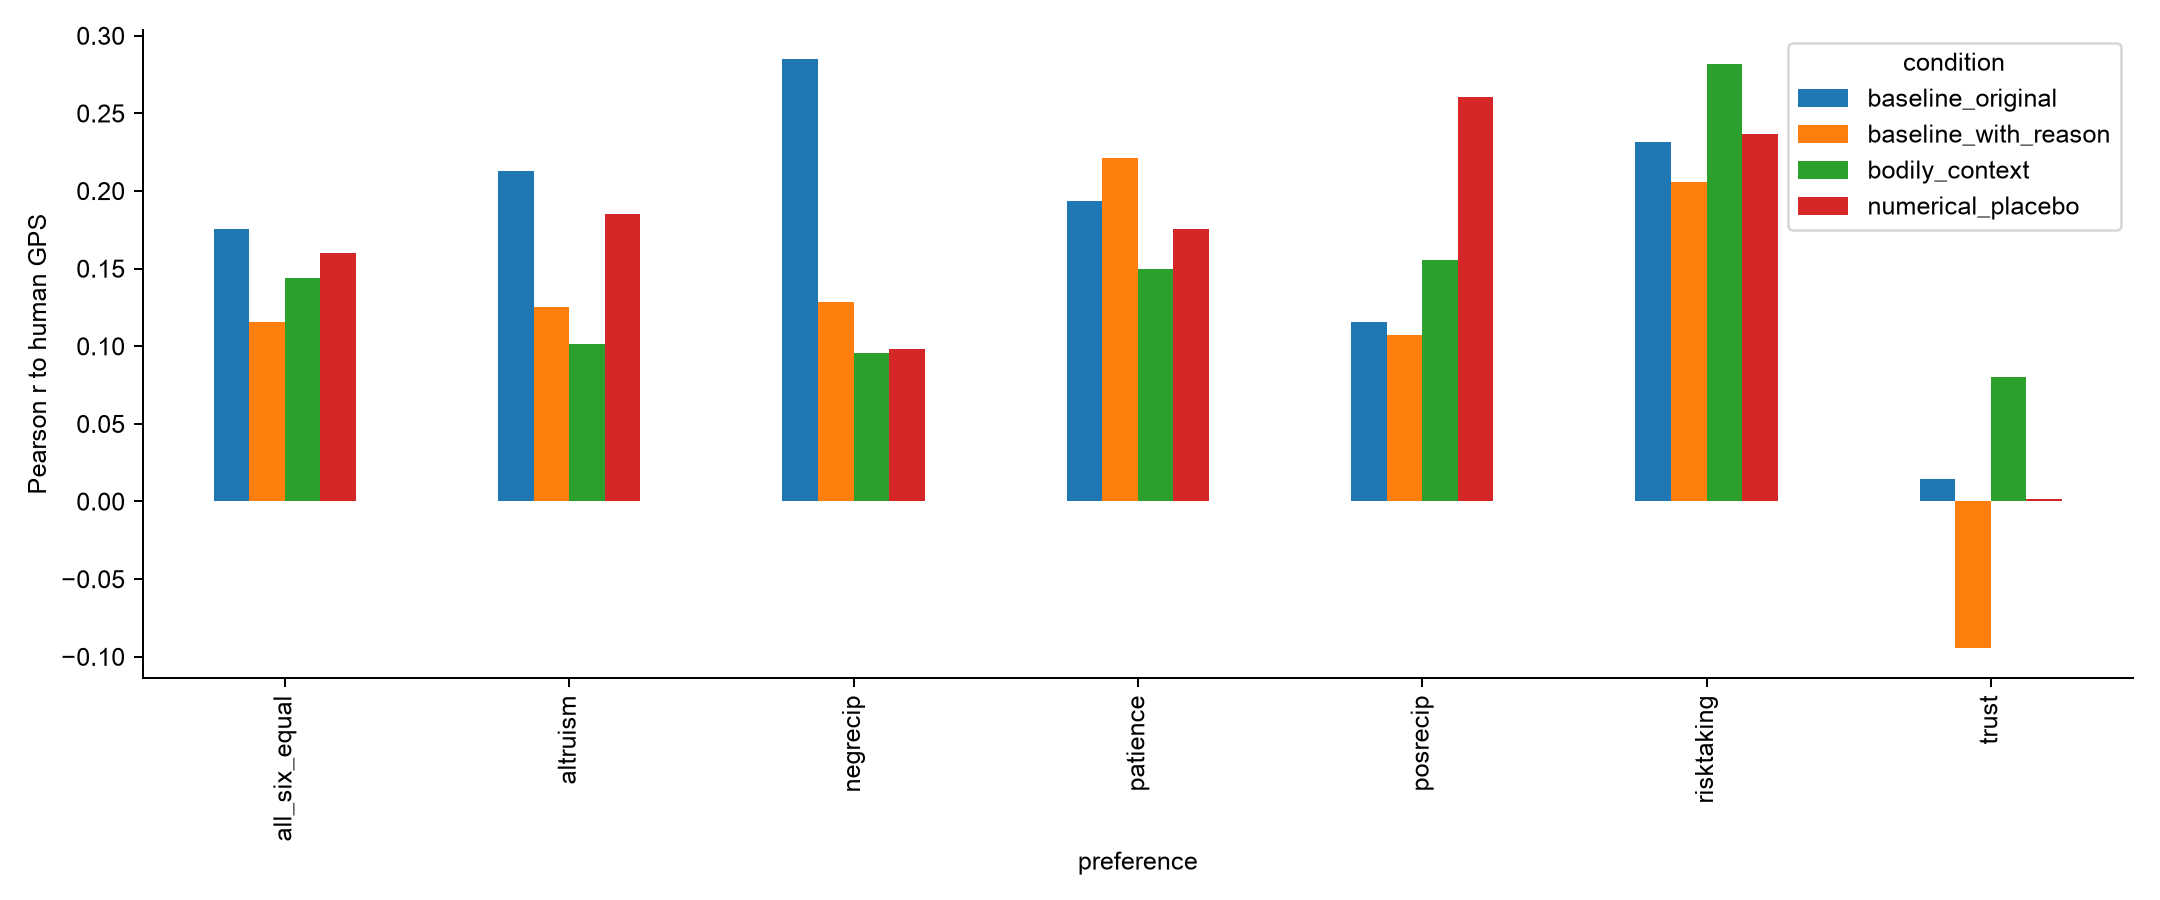 0.30
0.25
0.20
0.15
0.10
0.05
0.00
−0.05
−0.10
Pearson r to human GPS
condition
baseline_original
baseline_with_reason
bodily_context
numerical_placebo
all_six_equal
altruism
negrecip
patience
posrecip
risktaking
trust
preference